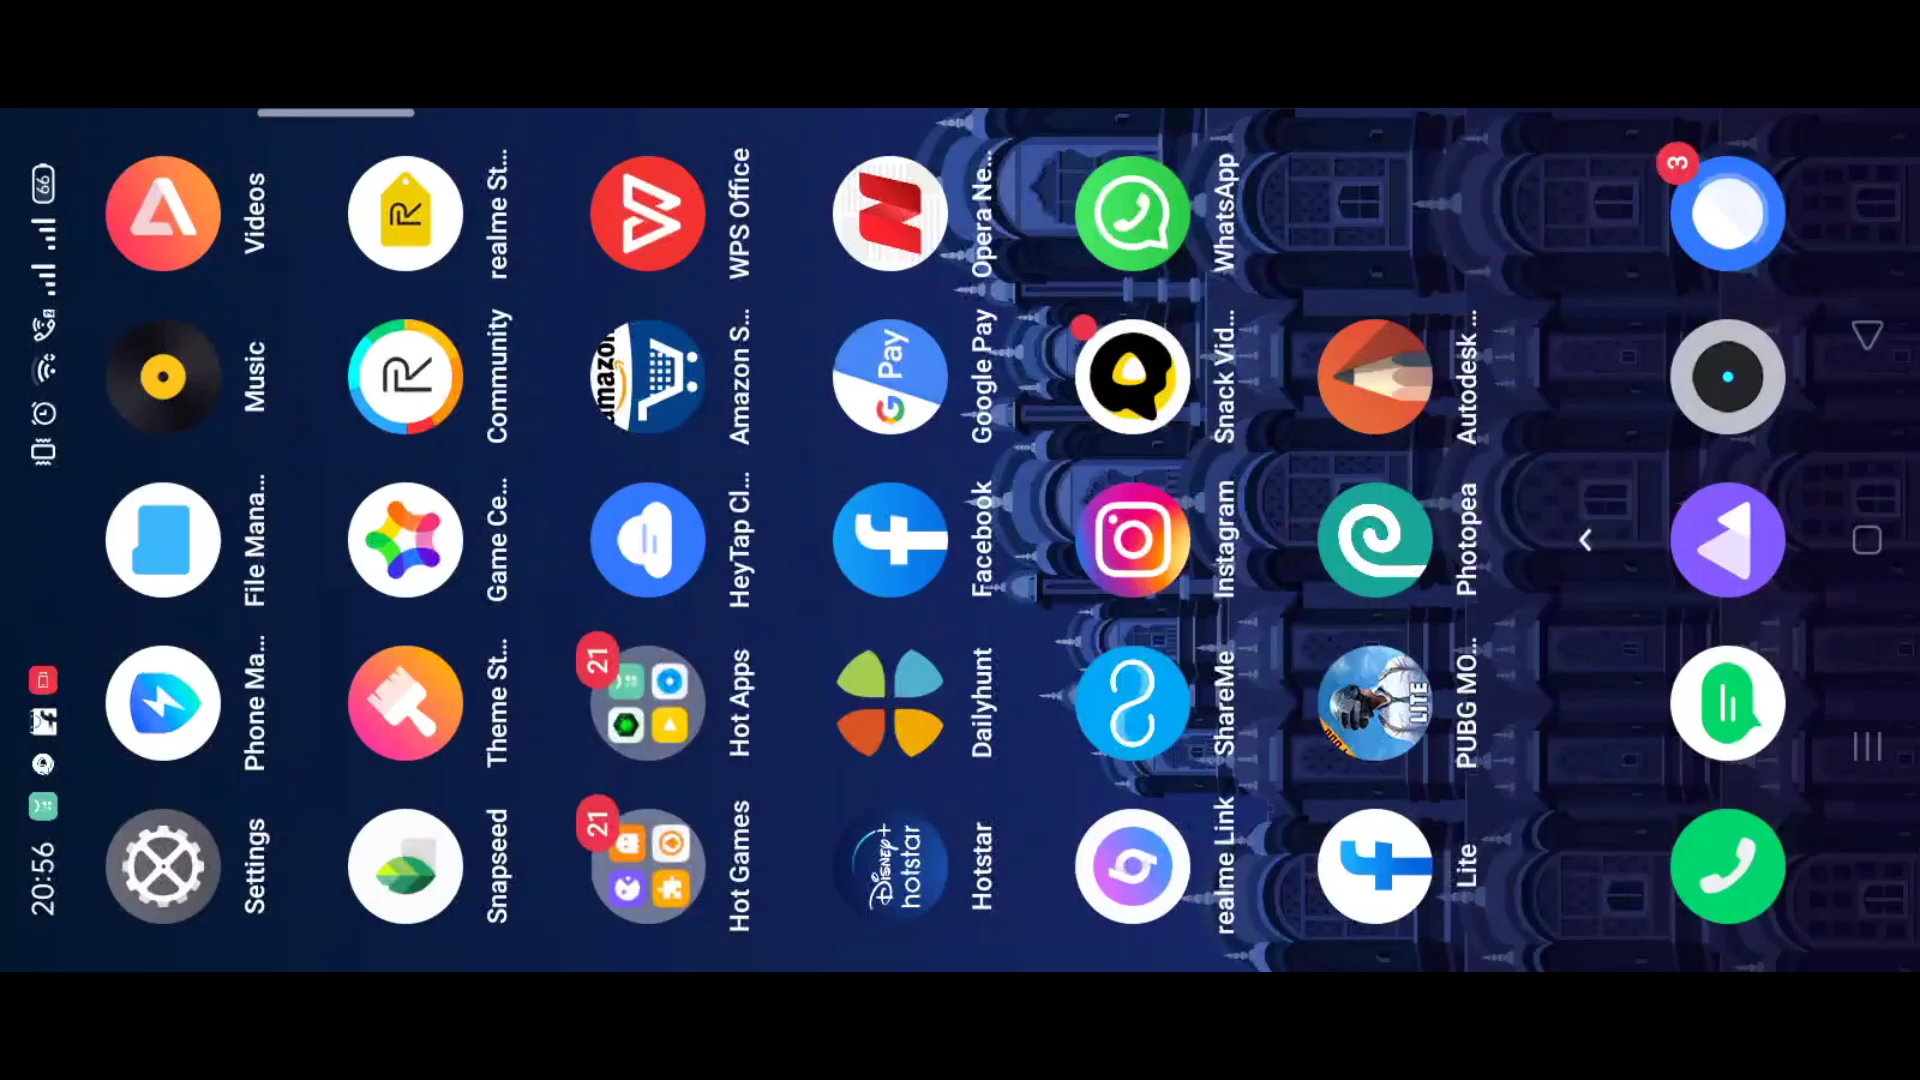 20:56
66
Settings
Phone Ma...
File Mana...
Music
Videos
Snapseed
Theme St...
Game Ce...
Community
realme St...
21
21
Hot Games
Hot Apps
HeyTap Cl...
amazon
Amazon S...
WPS Office
Disney+
hotstar
G Pay
Hotstar
Dailyhunt
Facebook
Google Pay
Opera Ne...
realme Link
ShareMe
Instagram
Snack Vid...
WhatsApp
LITE
Lite
PUBG MO...
Photopea
Autodesk ...
3